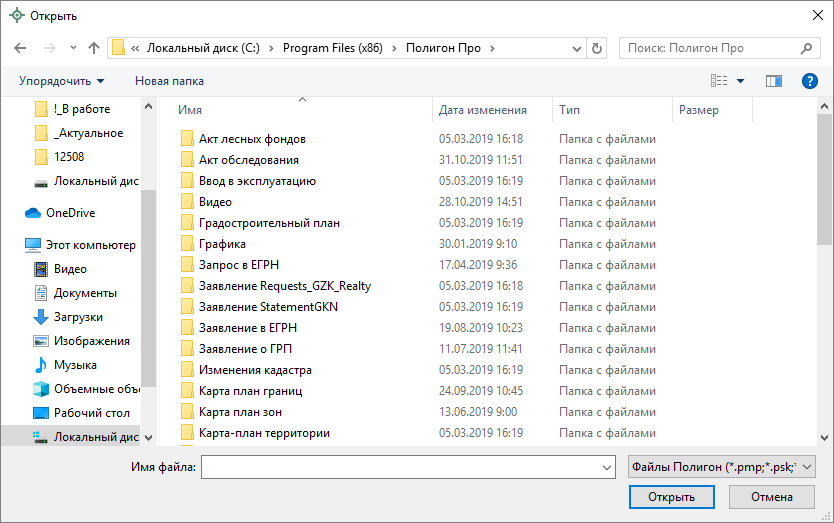 Открыть
« Локальный диск (C:) > Program Files (x86) > Полигон Про
Поиск: Полигон Про
Упорядочить Новая папка
!_В работе
_Актуальное
12508
Локальный дис
OneDrive
Этот компьютер
Видео
Документы
Загрузки
Изображения
Музыка
Объемные объе
Рабочий стол
Локальный дис
Имя Дата изменения Тип Размер
Акт лесных фондов 05.03.2019 16:18 Папка с файлами
Акт обследования 31.10.2019 11:51 Папка с файлами
Ввод в эксплуатацию 05.03.2019 16:19 Папка с файлами
Видео 28.10.2019 14:51 Папка с файлами
Градостроительный план 05.03.2019 16:19 Папка с файлами
Графика 30.01.2019 9:10 Папка с файлами
Запрос в ЕГРН 17.04.2019 9:36 Папка с файлами
Заявление Requests_GZK_Realty 05.03.2019 16:18 Папка с файлами
Заявление StatementGKN 05.03.2019 16:19 Папка с файлами
Заявление в ЕГРН 19.08.2019 10:23 Папка с файлами
Заявление о ГРП 11.07.2019 11:41 Папка с файлами
Изменения кадастра 05.03.2019 16:19 Папка с файлами
Карта план границ 24.09.2019 10:45 Папка с файлами
Карта план зон 13.06.2019 9:00 Папка с файлами
Карта-план территории 05.03.2019 16:19 Папка с файлами
Имя файла:
Файлы Полигон (*.pmp;*.psk;*
Открыть Отмена